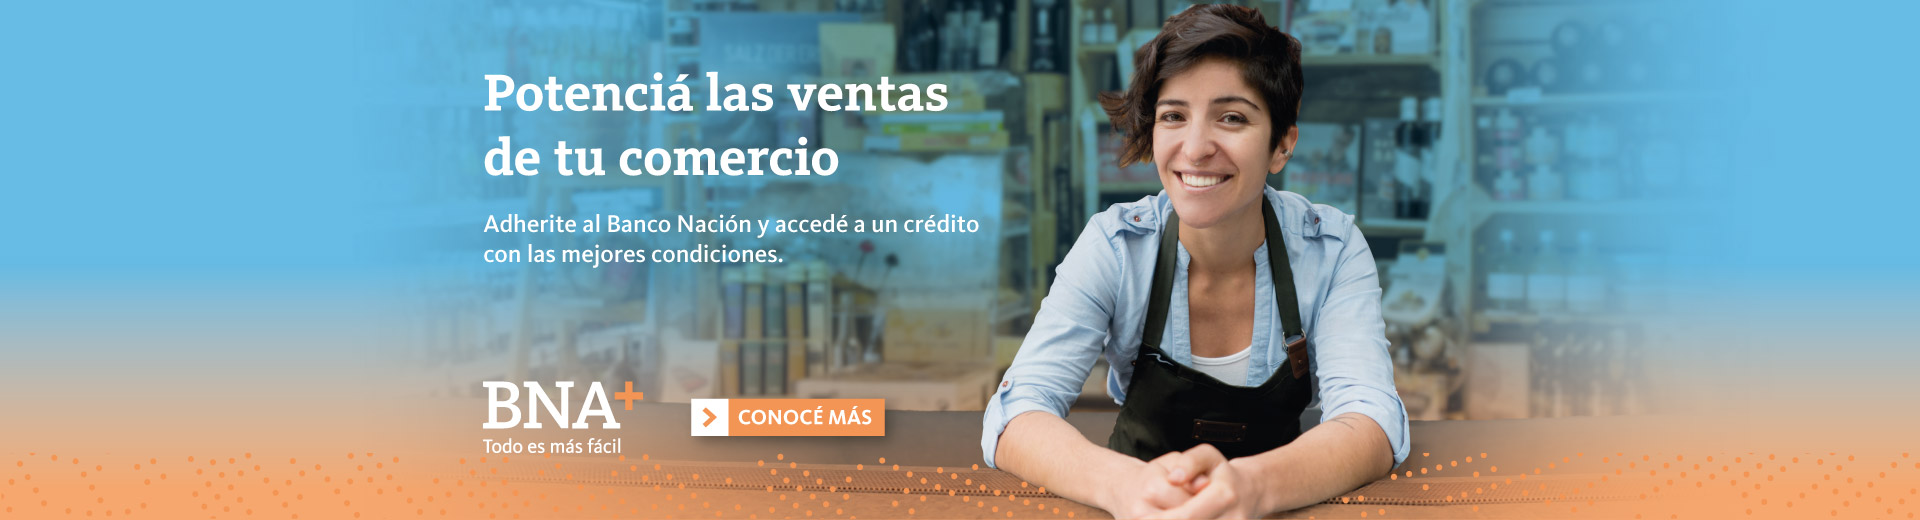 Potenciá las ventas
de tu comercio
Adherite al Banco Nación y accedé a un crédito
con las mejores condiciones.
BNA+
Todo es más fácil
CONOCÉ MÁS